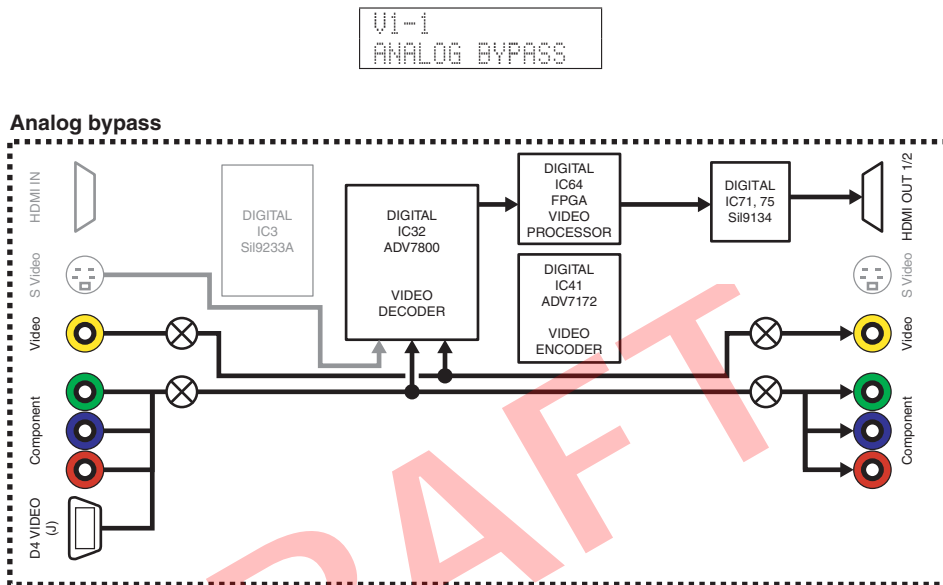 V1-1
ANALOG BYPASS
Analog bypass
HDMI IN
S Video
Video
Component
D4 VIDEO
(J)
DIGITAL
IC3
SiI9233A
DIGITAL
IC32
ADV7800
VIDEO
DECODER
DIGITAL
IC64
FPGA
VIDEO
PROCESSOR
DIGITAL
IC41
ADV7172
VIDEO
ENCODER
DIGITAL
IC71, 75
SiI9134
HDMI OUT 1/2
S Video
Video
Component
DRAFT